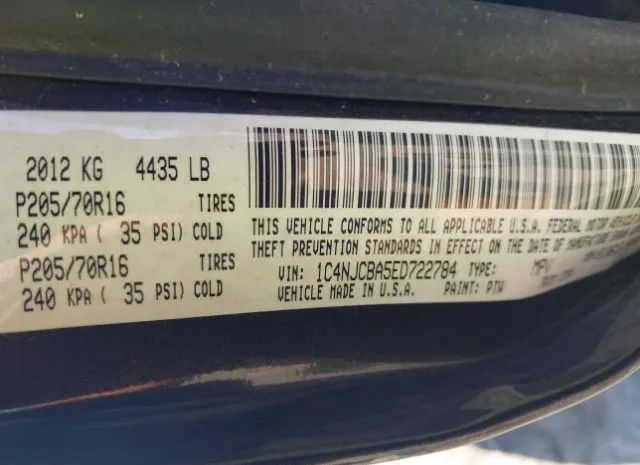 2012 KG 4435 LB
P205/70R16 TIRES
240 KPA ( 35 PSI) COLD
P205/70R16 TIRES
240 KPA ( 35 PSI) COLD
THIS VEHICLE CONFORMS TO ALL APPLICABLE U.S.A. FEDERAL MOTOR
THEFT PREVENTION STANDARDS IN EFFECT ON THE DATE OF MANUFACTURE
VIN: 1C4NJCBA5ED722784 TYPE: MPV
VEHICLE MADE IN U.S.A. PAINT: PTW